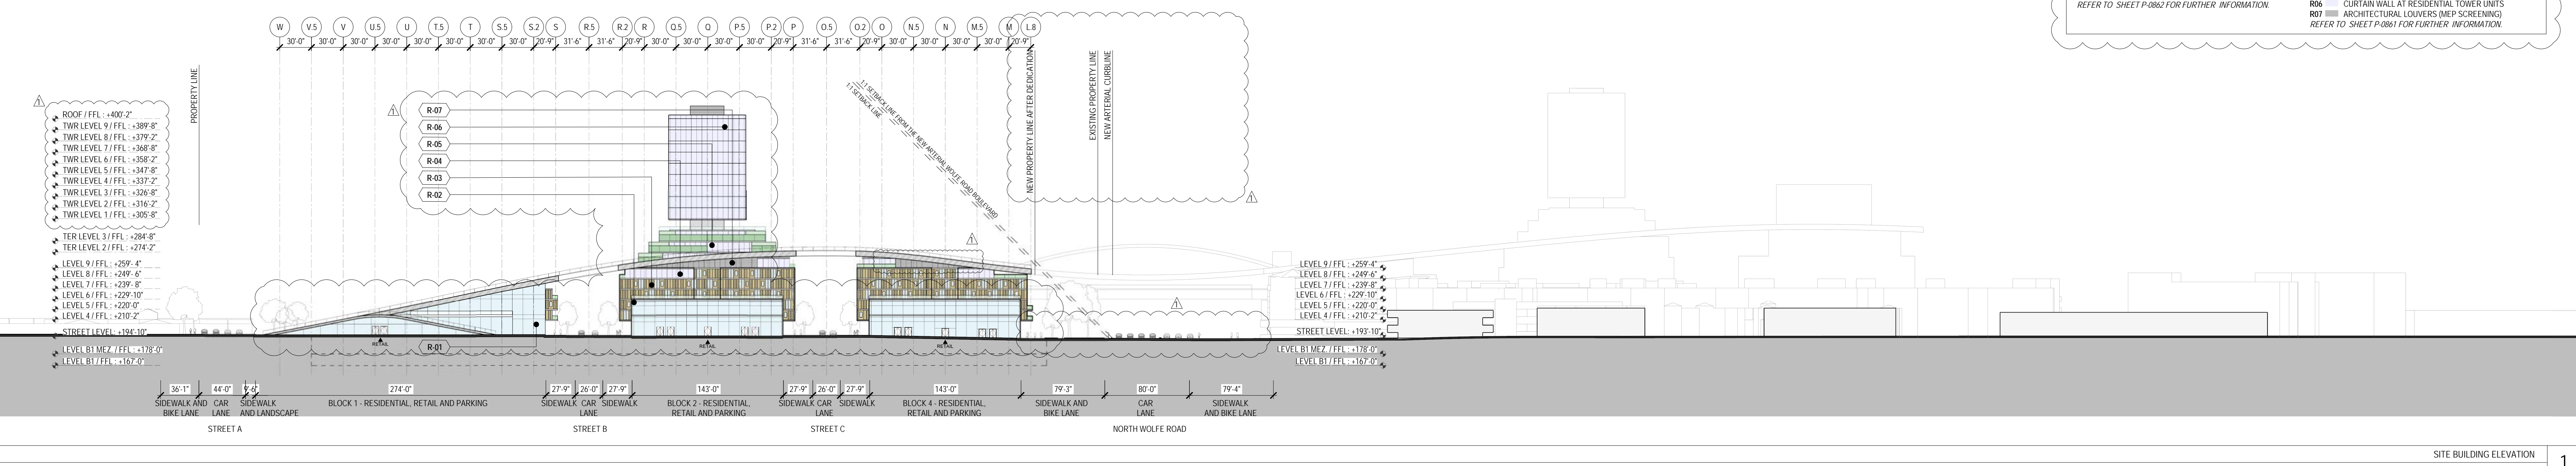 REFER TO SHEET P-0862 FOR FURTHER INFORMATION.
R06 CURTAIN WALL AT RESIDENTIAL TOWER UNITS
R07 ARCHITECTURAL LOUVERS (MEP SCREENING)
REFER TO SHEET P-0861 FOR FURTHER INFORMATION.
W V.5 V U.5 U T.5 T S.5 S.2 S R.5 R.2 R Q.5 Q P.5 P.2 P O.5 O.2 O N.5 N M.5 M L.8
30'-0" 30'-0" 30'-0" 30'-0" 30'-0" 30'-0" 30'-0" 30'-0" 20'-9" 31'-6" 31'-6" 20'-9" 30'-0" 30'-0" 30'-0" 30'-0" 20'-9" 31'-6" 31'-6" 20'-9" 30'-0" 30'-0" 30'-0" 30'-0" 20'-9"
PROPERTY LINE
1:1 SETBACK LINE FROM THE NEW ARTERIAL WOLFE ROAD BOULEVARD
1:1 SETBACK LINE
NEW PROPERTY LINE AFTER DEDICATION
EXISTING PROPERTY LINE
NEW ARTERIAL CURBLINE
1
1
1
1
1
ROOF / FFL : +400'-2"
TWR LEVEL 9 / FFL : +389'-8"
TWR LEVEL 8 / FFL : +379'-2"
TWR LEVEL 7 / FFL : +368'-8"
TWR LEVEL 6 / FFL : +358'-2"
TWR LEVEL 5 / FFL : +347'-8"
TWR LEVEL 4 / FFL : +337'-2"
TWR LEVEL 3 / FFL : +326'-8"
TWR LEVEL 2 / FFL : +316'-2"
TWR LEVEL 1 / FFL : +305'-8"
TER LEVEL 3 / FFL : +284'-8"
TER LEVEL 2 / FFL : +274'-2"
LEVEL 9 / FFL : +259'- 4"
LEVEL 8 / FFL : +249'- 6"
LEVEL 7 / FFL : +239'- 8"
LEVEL 6 / FFL : +229'-10"
LEVEL 5 / FFL : +220'-0"
LEVEL 4 / FFL : +210'-2"
STREET LEVEL: +194'-10"
LEVEL B1 MEZ. / FFL : +178'-0"
LEVEL B1 / FFL : +167'-0"
R-07
R-06
R-05
R-04
R-03
R-02
R-01
RETAIL
RETAIL
RETAIL
LEVEL 9 / FFL : +259'-4"
LEVEL 8 / FFL : +249'-6"
LEVEL 7 / FFL : +239'-8"
LEVEL 6 / FFL : +229'-10"
LEVEL 5 / FFL : +220'-0"
LEVEL 4 / FFL : +210'-2"
STREET LEVEL: +193'-10"
LEVEL B1 MEZ. / FFL : +178'-0"
LEVEL B1 / FFL : +167'-0"
36'-1" 44'-0" 9'-6" 274'-0" 27'-9" 26'-0" 27'-9" 143'-0" 27'-9" 26'-0" 27'-9" 143'-0" 79'-3" 80'-0" 79'-4"
SIDEWALK AND
BIKE LANE
CAR
LANE
SIDEWALK
AND LANDSCAPE
BLOCK 1 - RESIDENTIAL, RETAIL AND PARKING
SIDEWALK
CAR
LANE
SIDEWALK
BLOCK 2 - RESIDENTIAL,
RETAIL AND PARKING
SIDEWALK
CAR
LANE
SIDEWALK
BLOCK 4 - RESIDENTIAL,
RETAIL AND PARKING
SIDEWALK AND
BIKE LANE
CAR
LANE
SIDEWALK
AND BIKE LANE
STREET A
STREET B
STREET C
NORTH WOLFE ROAD
SITE BUILDING ELEVATION
1